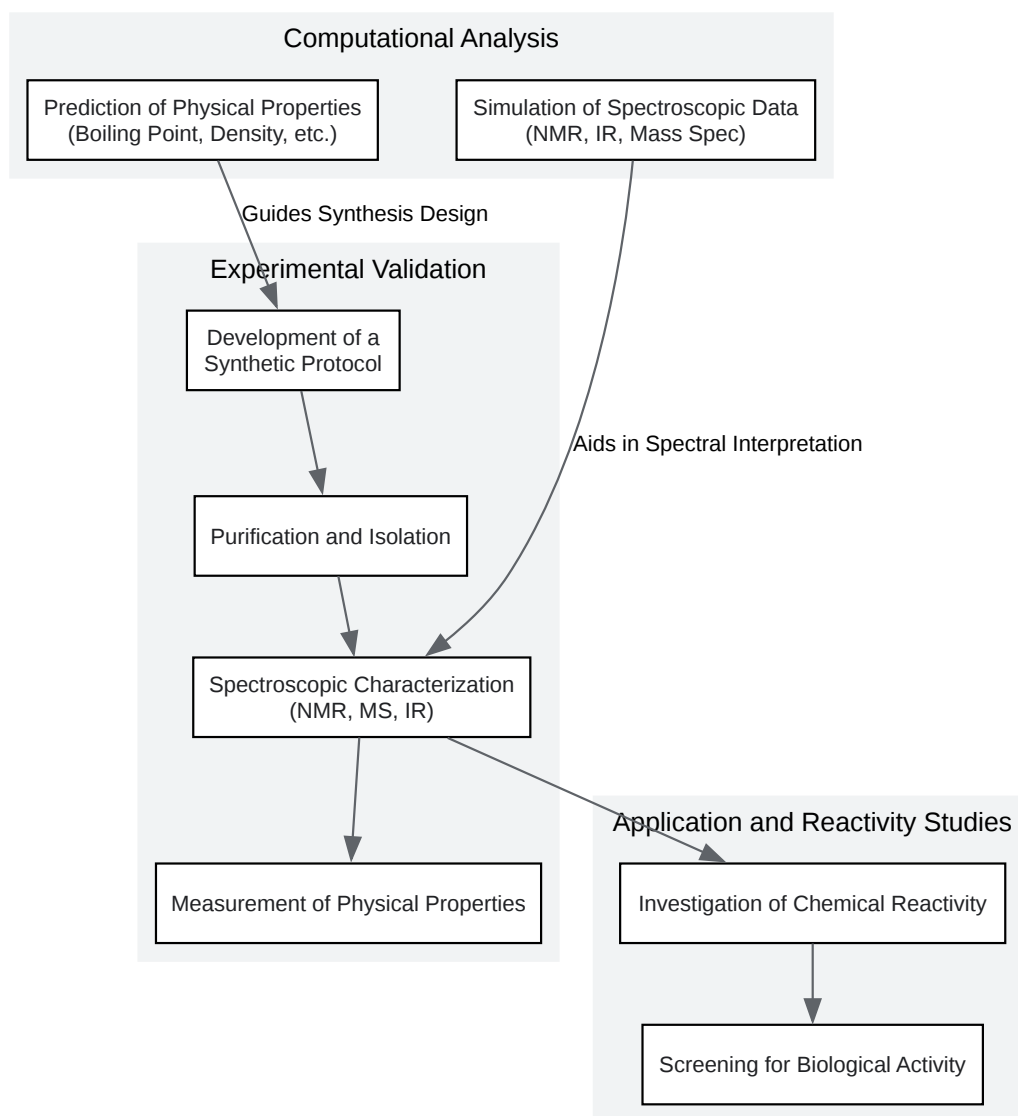 Computational Analysis
Prediction of Physical Properties
(Boiling Point, Density, etc.)
Simulation of Spectroscopic Data
(NMR, IR, Mass Spec)
Guides Synthesis Design
Experimental Validation
Development of a
Synthetic Protocol
Aids in Spectral Interpretation
Purification and Isolation
Spectroscopic Characterization
(NMR, MS, IR)
Application and Reactivity Studies
Measurement of Physical Properties
Investigation of Chemical Reactivity
Screening for Biological Activity